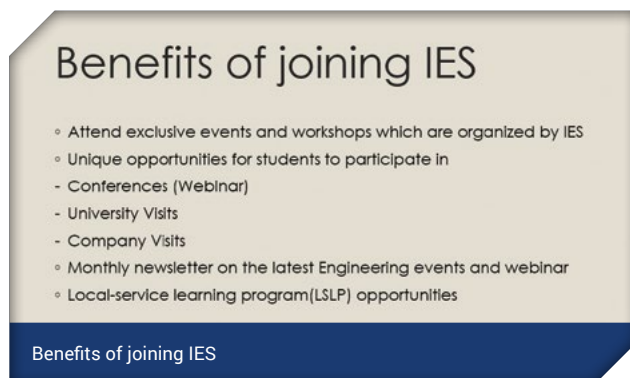 Benefits of joining IES
◦ Attend exclusive events and workshops which are organized by IES
◦ Unique opportunities for students to participate in
- Conferences (Webinar)
- University Visits
- Company Visits
◦ Monthly newsletter on the latest Engineering events and webinar
◦ Local-service learning program(LSLP) opportunities
Benefits of joining IES